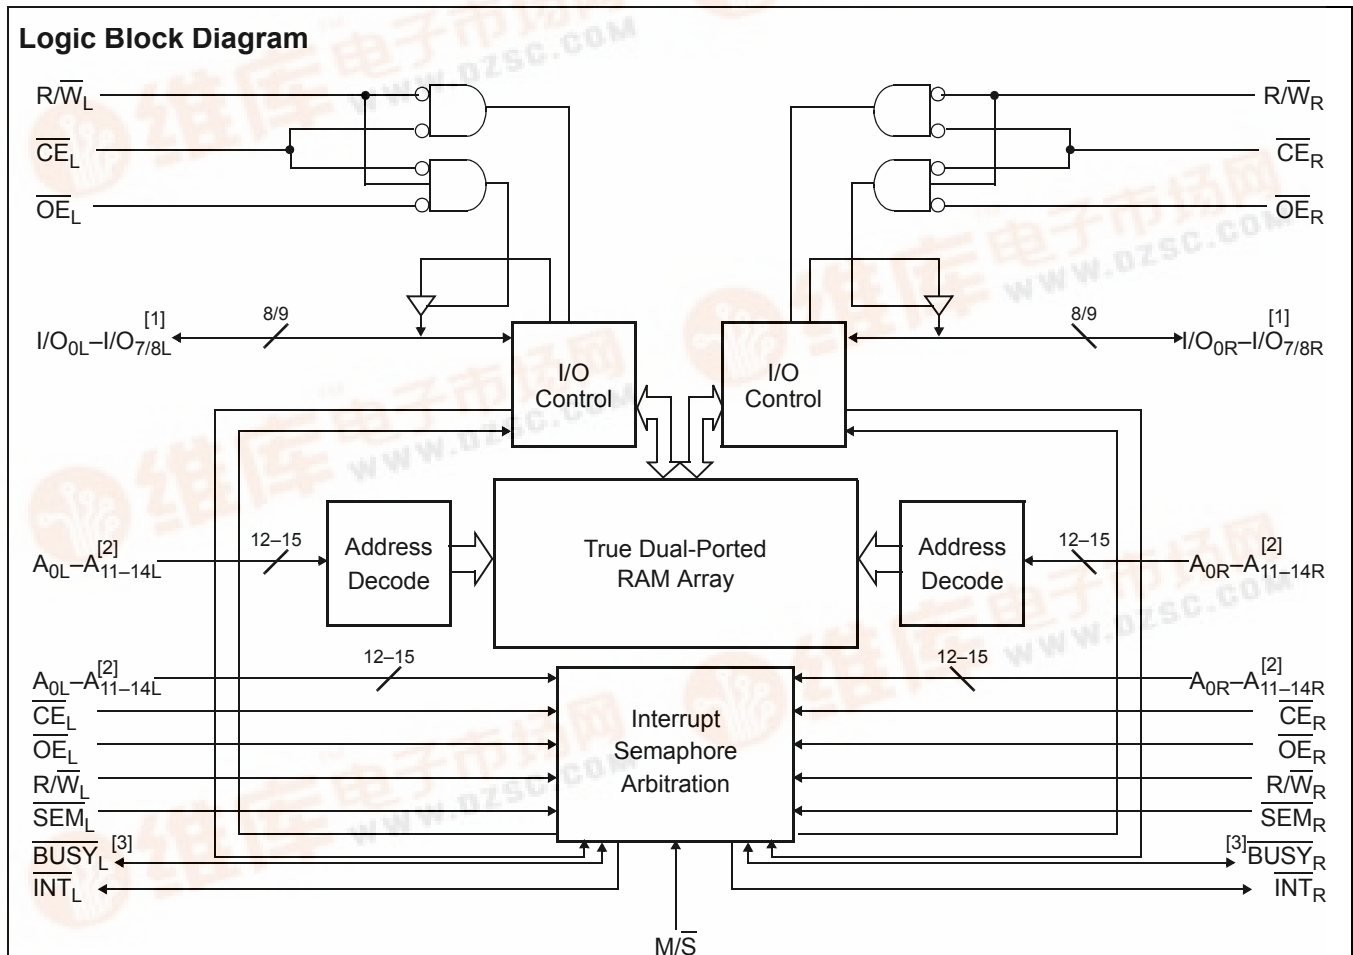 Logic Block Diagram
R/W̅L
R/W̅R
C̅E̅L
C̅E̅R
O̅E̅L
O̅E̅R
I/O0L–I/O7/8L[1]
8/9
8/9
I/O0R–I/O7/8R[1]
I/O
Control
I/O
Control
A0L–A11–14L[2]
12–15
Address
Decode
True Dual-Ported
RAM Array
Address
Decode
12–15
A0R–A11–14R[2]
A0L–A11–14L[2]
12–15
12–15
A0R–A11–14R[2]
C̅E̅L
C̅E̅R
Interrupt
Semaphore
Arbitration
O̅E̅L
O̅E̅R
R/W̅L
R/W̅R
S̅E̅M̅L
S̅E̅M̅R
B̅U̅S̅Y̅L[3]
[3]B̅U̅S̅Y̅R
I̅N̅T̅L
I̅N̅T̅R
M/S̅
维库电子市场网
WWW.DZSC.COM